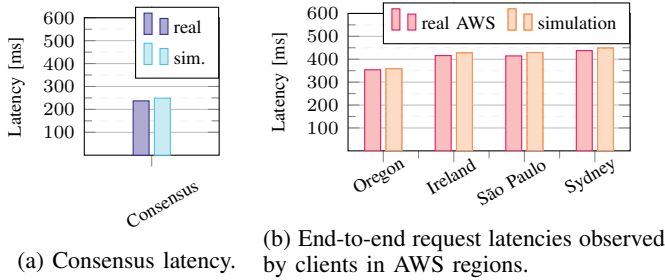 Latency [ms]
600
500
400
300
200
100
real
sim.
Consensus
(a) Consensus latency.
Latency [ms]
600
500
400
300
200
100
real AWS simulation
Oregon
Ireland
São Paulo
Sydney
(b) End-to-end request latencies observed
by clients in AWS regions.